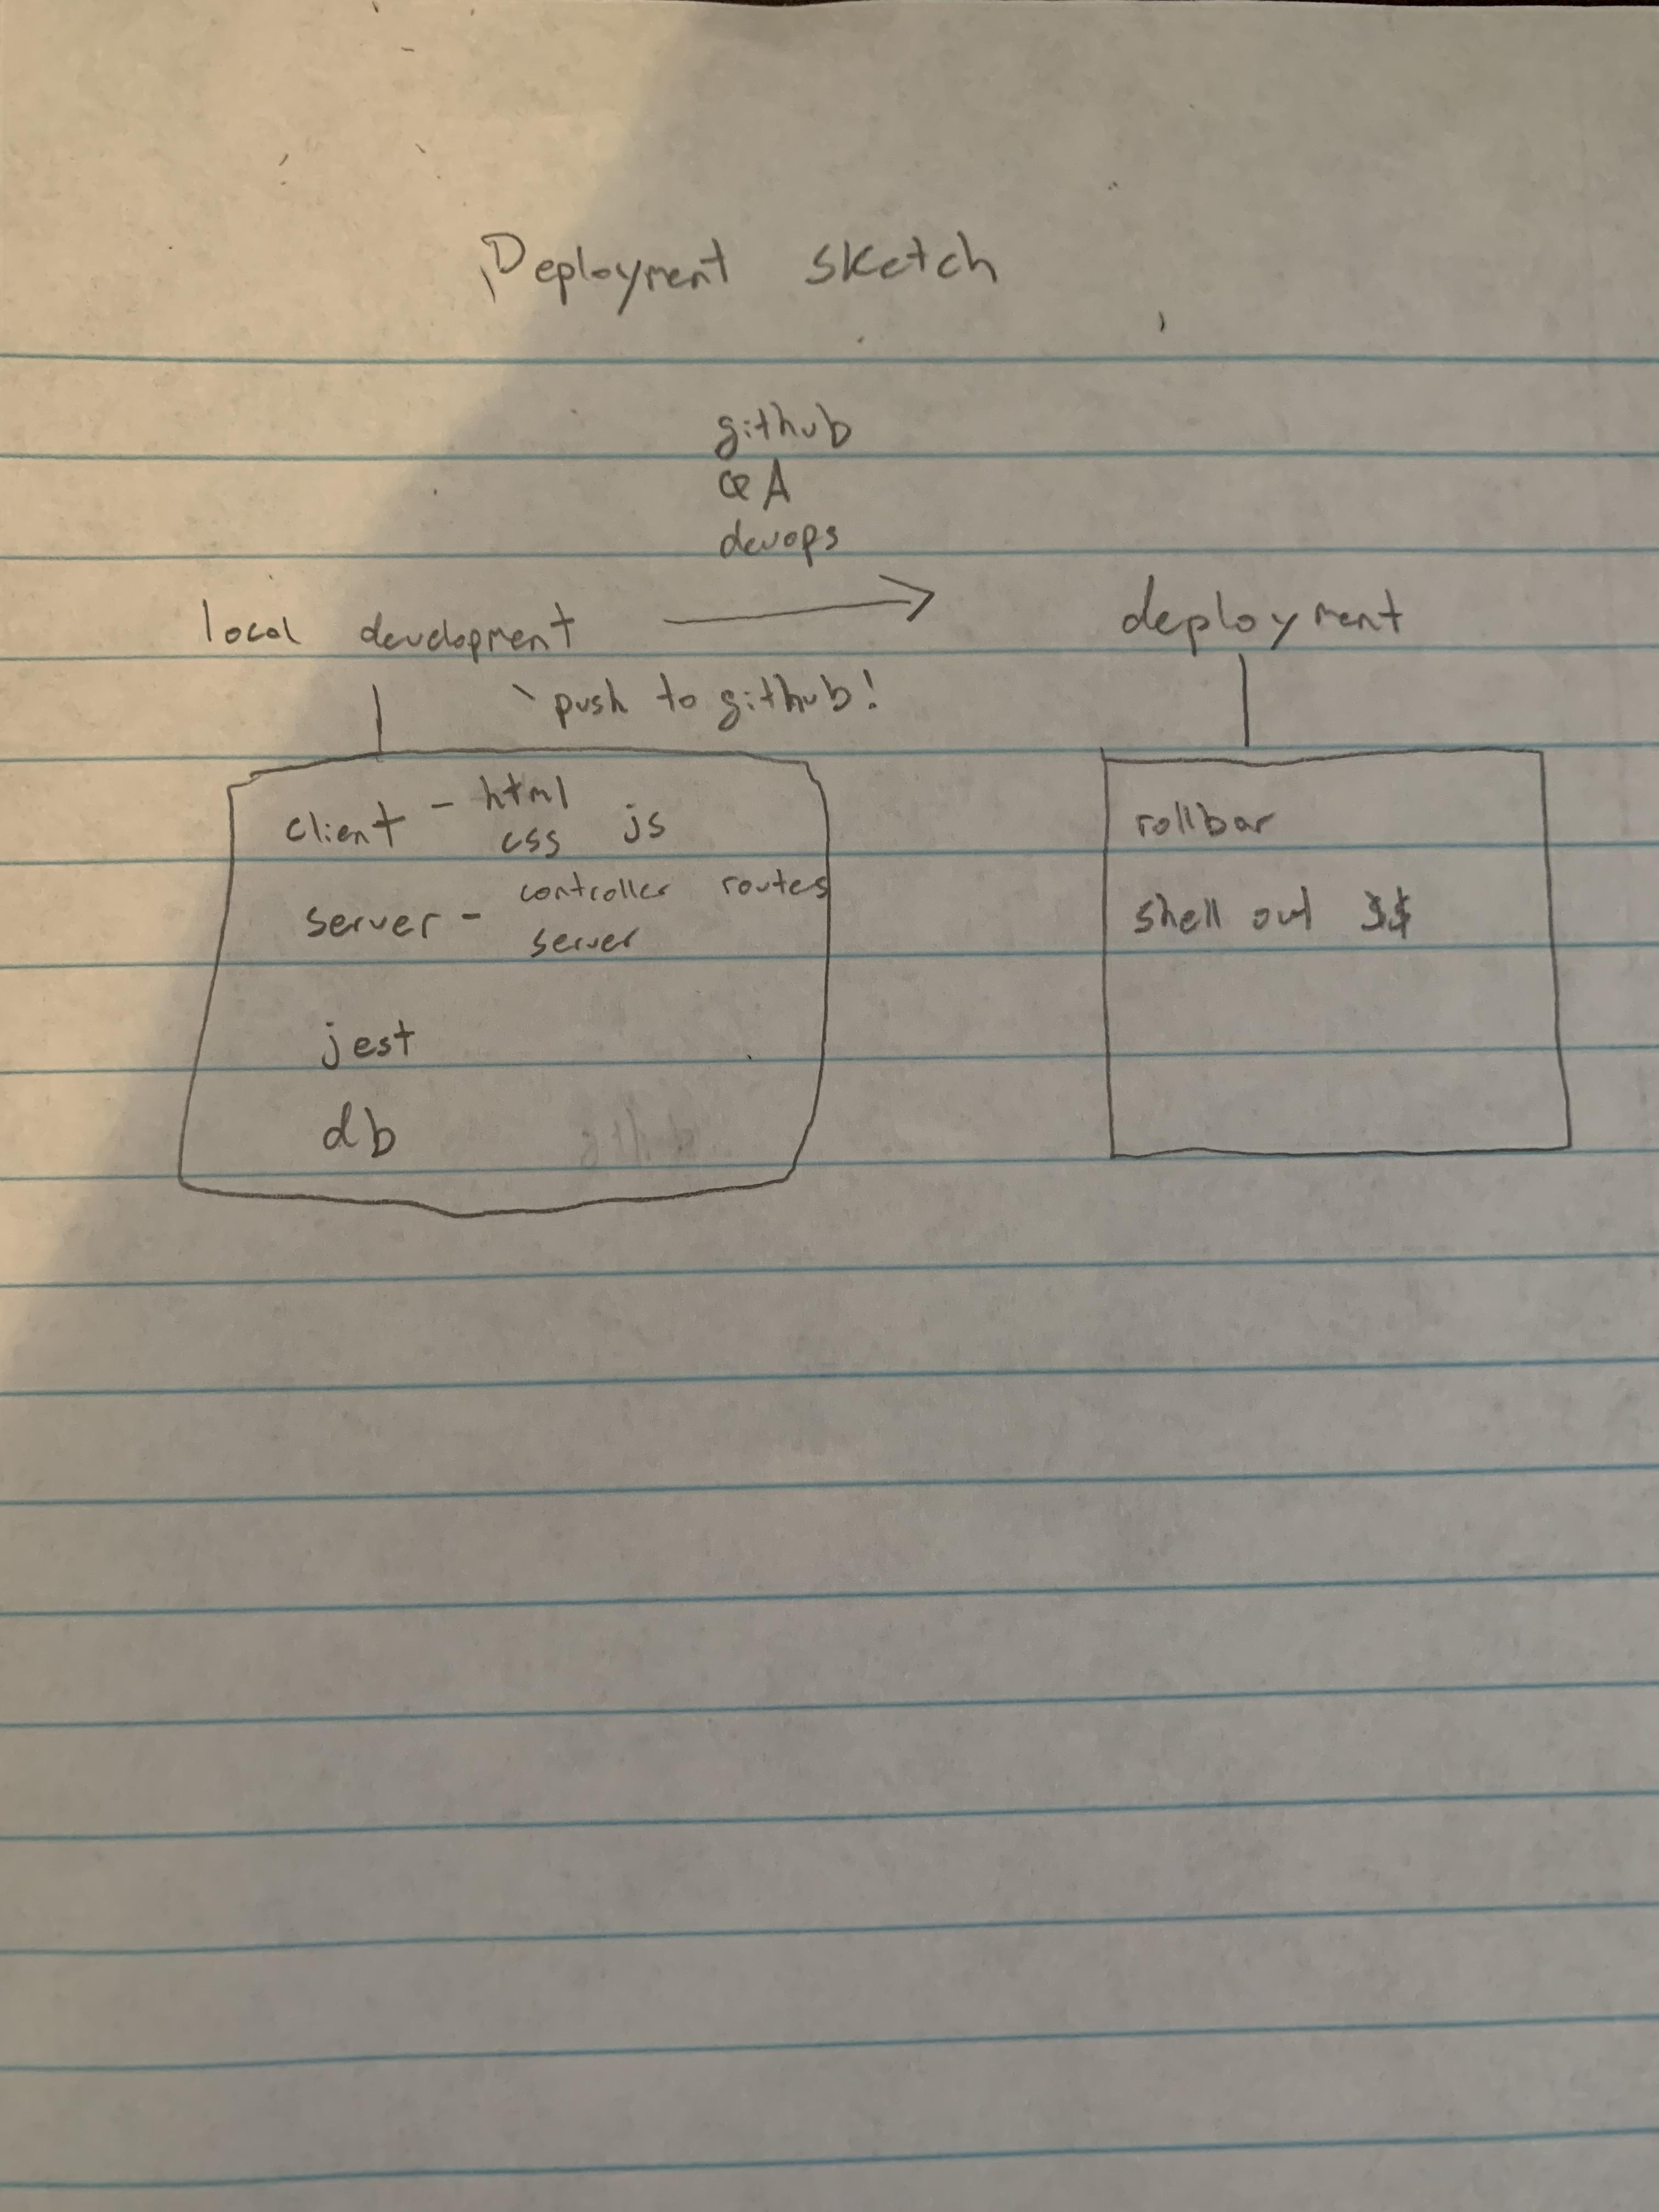 Deployment sketch
github
QA
devops
local development
deployment
push to github!
client - html
css js
server - controller routes
server
jest
db
rollbar
shell out $$